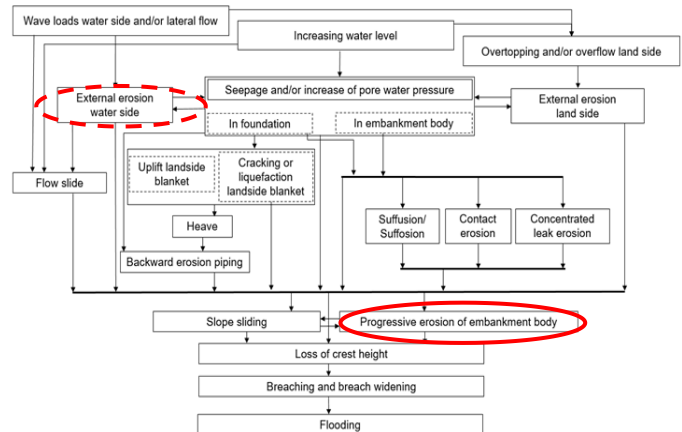 Wave loads water side and/or lateral flow
Increasing water level
Overtopping and/or overflow land side
External erosion
water side
Seepage and/or increase of pore water pressure
External erosion
land side
In foundation
In embankment body
Uplift landside
blanket
Cracking or
liquefaction
landside blanket
Flow slide
Heave
Suffusion/
Suffosion
Contact
erosion
Concentrated
leak erosion
Backward erosion piping
Slope sliding
Progressive erosion of embankment body
Loss of crest height
Breaching and breach widening
Flooding